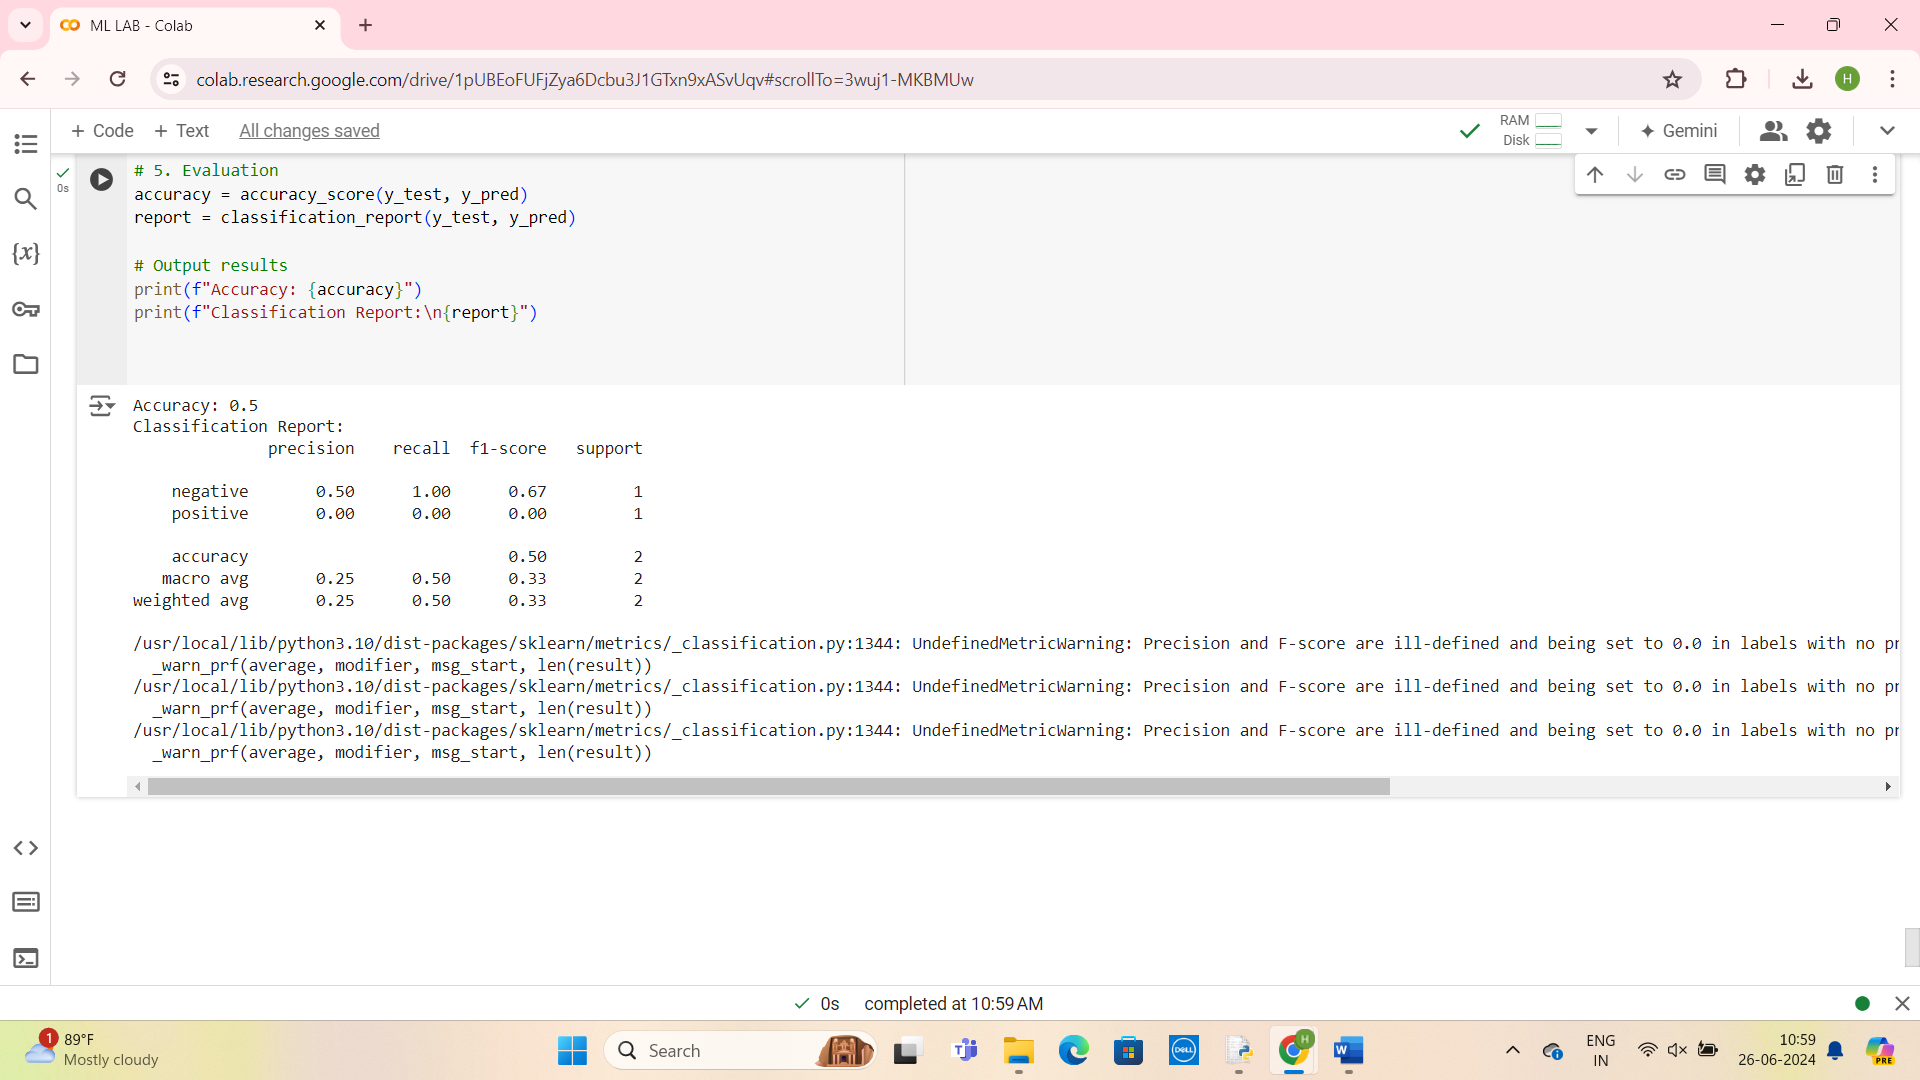 ML LAB - Colab
colab.research.google.com/drive/1pUBEoFUFjZya6Dcbu3J1GTxn9xASvUqv#scrollTo=3wuj1-MKBMUw
H
+ Code + Text All changes saved
RAM
Disk
Gemini
0s
# 5. Evaluation
accuracy = accuracy_score(y_test, y_pred)
report = classification_report(y_test, y_pred)
# Output results
print(f"Accuracy: {accuracy}")
print(f"Classification Report:\n{report}")
Accuracy: 0.5
Classification Report:
precision recall f1-score support
negative 0.50 1.00 0.67 1
positive 0.00 0.00 0.00 1
accuracy 0.50 2
macro avg 0.25 0.50 0.33 2
weighted avg 0.25 0.50 0.33 2
/usr/local/lib/python3.10/dist-packages/sklearn/metrics/_classification.py:1344: UndefinedMetricWarning: Precision and F-score are ill-defined and being set to 0.0 in labels with no pr
_warn_prf(average, modifier, msg_start, len(result))
/usr/local/lib/python3.10/dist-packages/sklearn/metrics/_classification.py:1344: UndefinedMetricWarning: Precision and F-score are ill-defined and being set to 0.0 in labels with no pr
_warn_prf(average, modifier, msg_start, len(result))
/usr/local/lib/python3.10/dist-packages/sklearn/metrics/_classification.py:1344: UndefinedMetricWarning: Precision and F-score are ill-defined and being set to 0.0 in labels with no pr
_warn_prf(average, modifier, msg_start, len(result))
0s completed at 10:59 AM
1
89°F
Mostly cloudy
Search
DELL
H
W
ENG
IN
10:59
26-06-2024
PRE